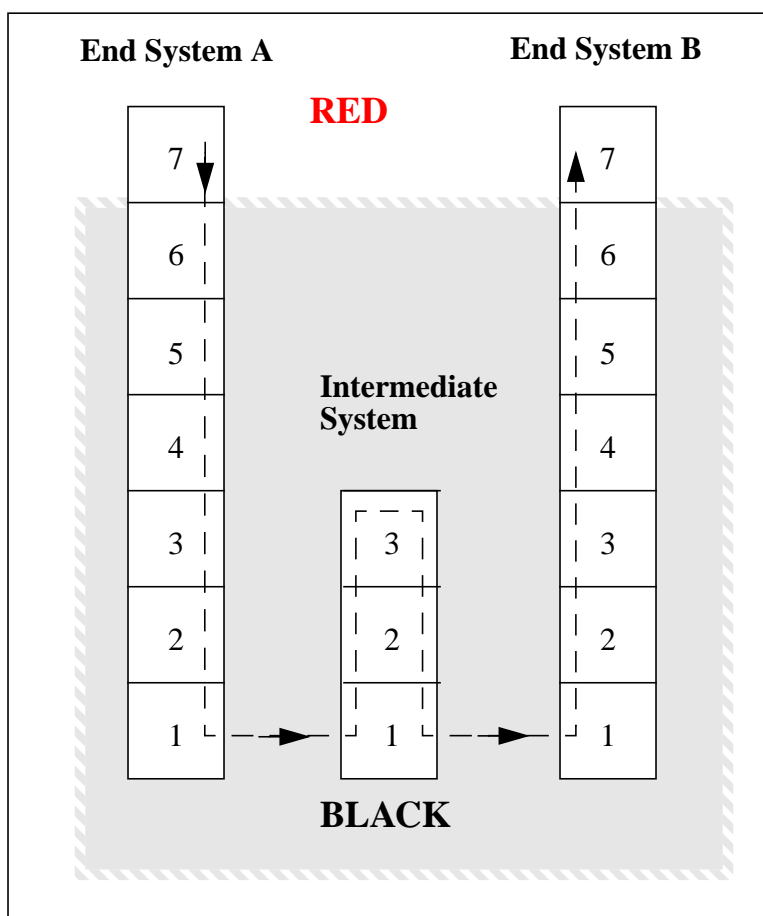 End System A
End System B
RED
7
7
6
6
5
5
Intermediate
System
4
4
3
3
3
2
2
2
1
1
1
BLACK